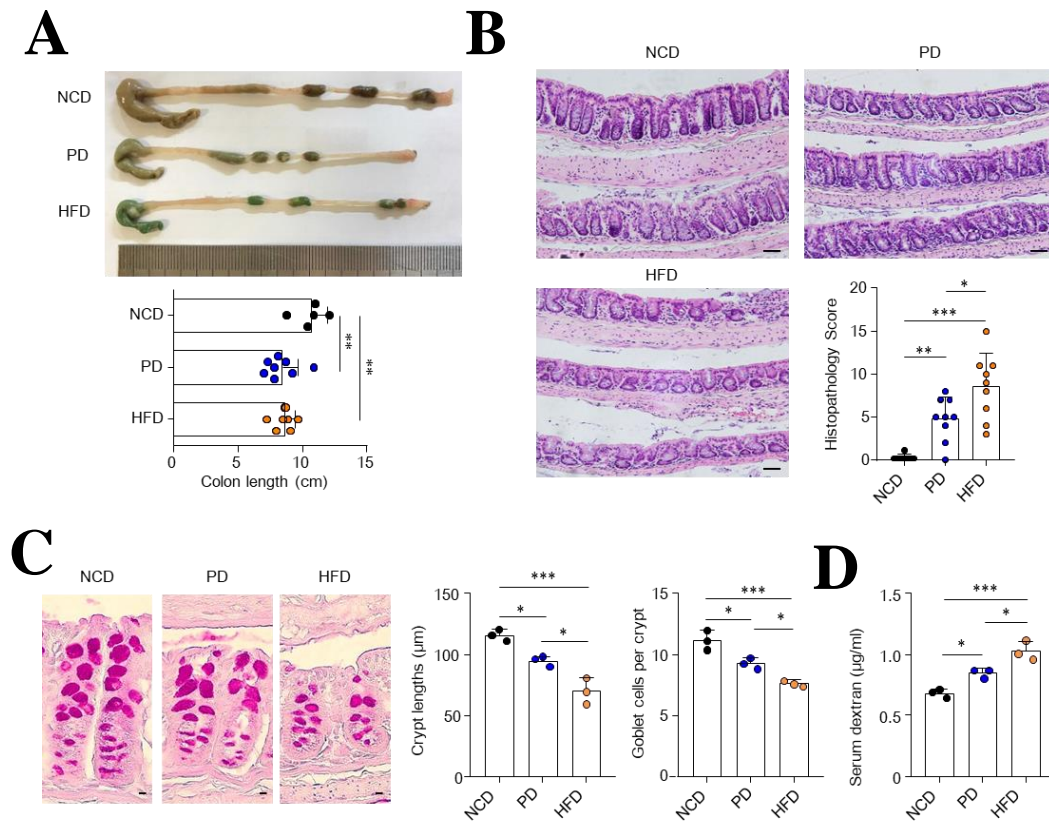 A
NCD
PD
HFD
NCD
PD
HFD
**
**
0
5
10
15
Colon length (cm)
B
NCD
PD
HFD
20
15
10
5
0
Histopathology Score
*
***
**
NCD
PD
HFD
C
NCD
PD
HFD
150
100
50
0
Crypt lengths (μm)
***
*
*
NCD
PD
HFD
15
10
5
0
Goblet cells per crypt
***
*
*
NCD
PD
HFD
D
1.5
1.0
0.5
0
Serum dextran (μg/ml)
***
*
*
NCD
PD
HFD